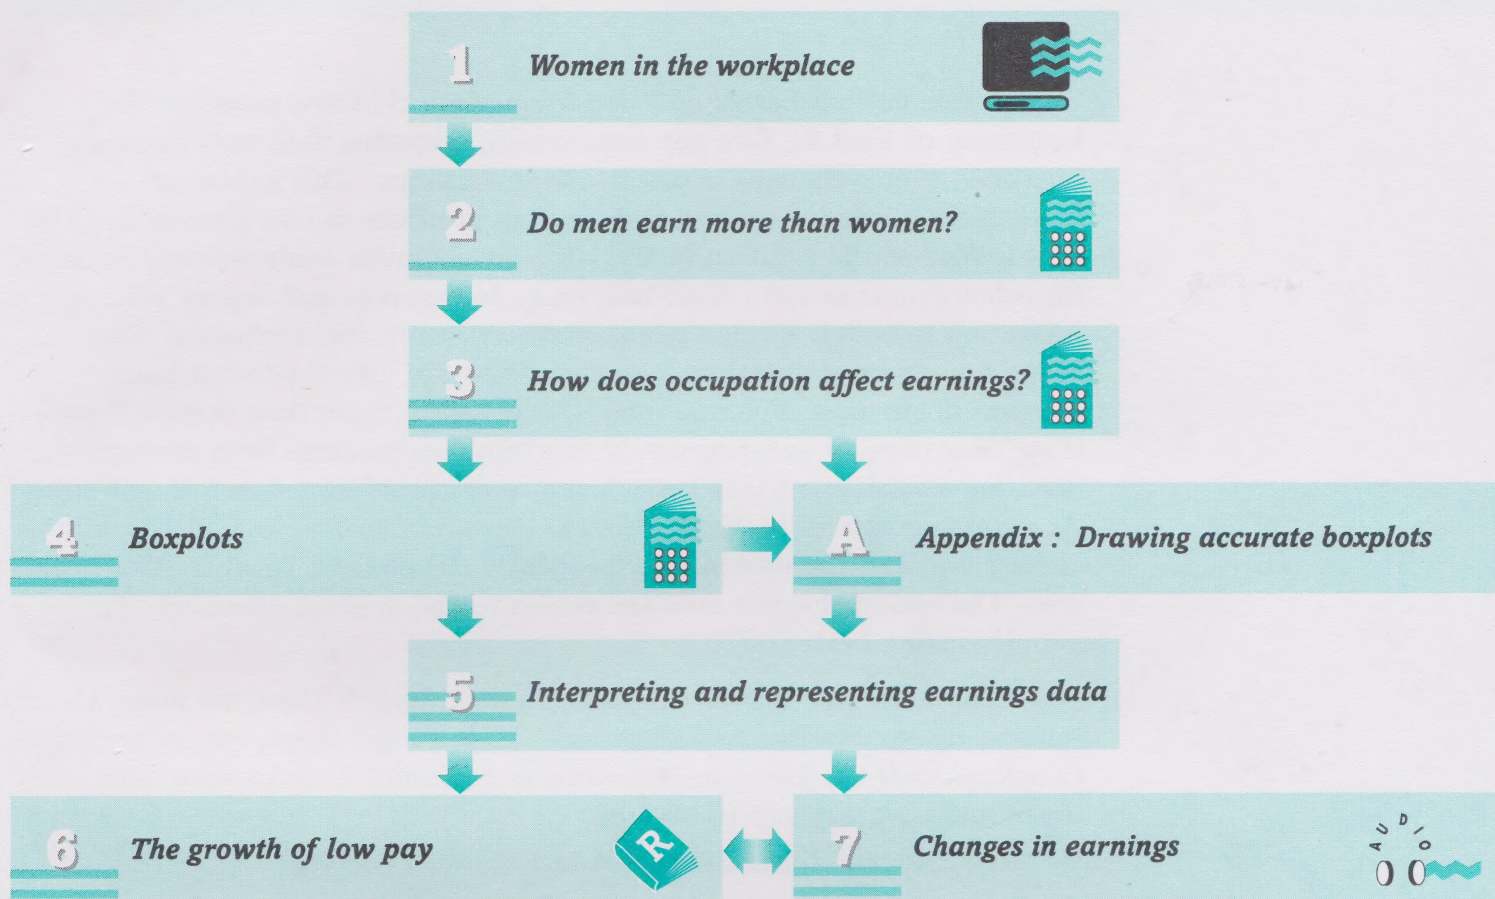 1 Women in the workplace
2 Do men earn more than women?
3 How does occupation affect earnings?
4 Boxplots
A Appendix : Drawing accurate boxplots
5 Interpreting and representing earnings data
6 The growth of low pay
R
7 Changes in earnings
AUDIO